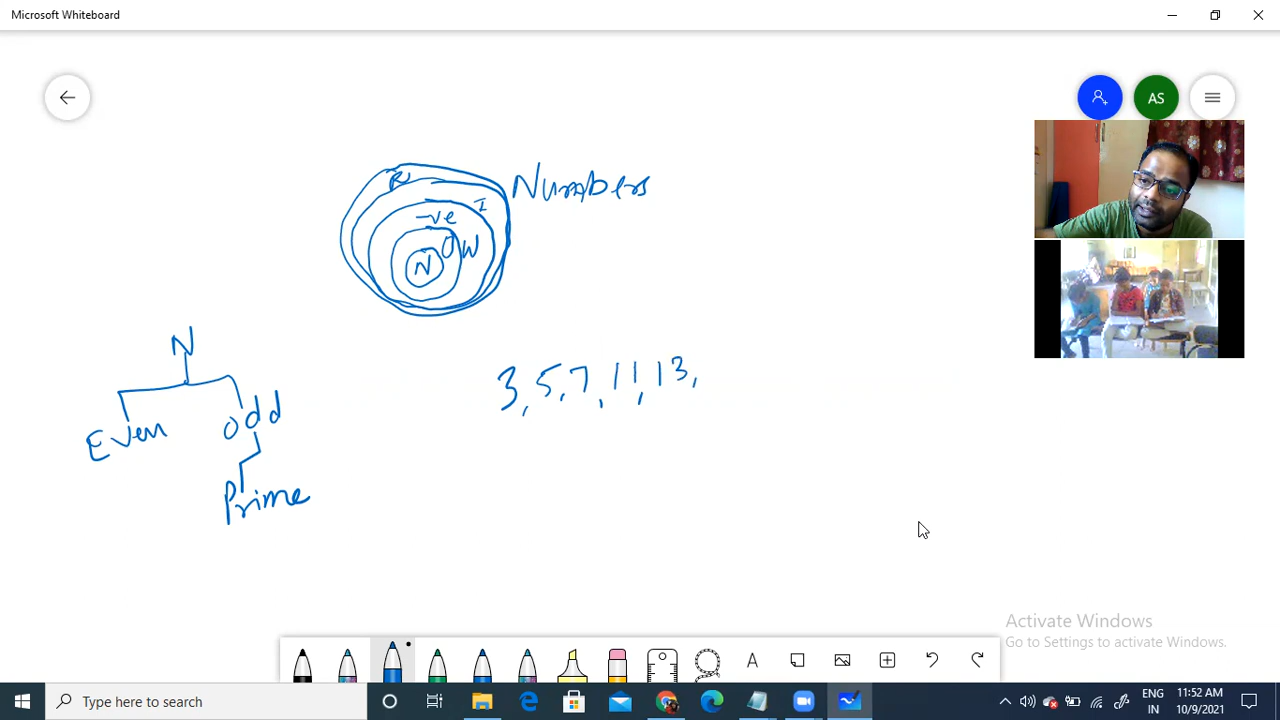 Microsoft Whiteboard
AS
R
Numbers
I
-ve
0
W
N
N
3, 5, 7, 11, 13,
Even
Odd
Prime
Activate Windows
Go to Settings to activate Windows.
A
Type here to search
ENG
IN
11:52 AM
10/9/2021